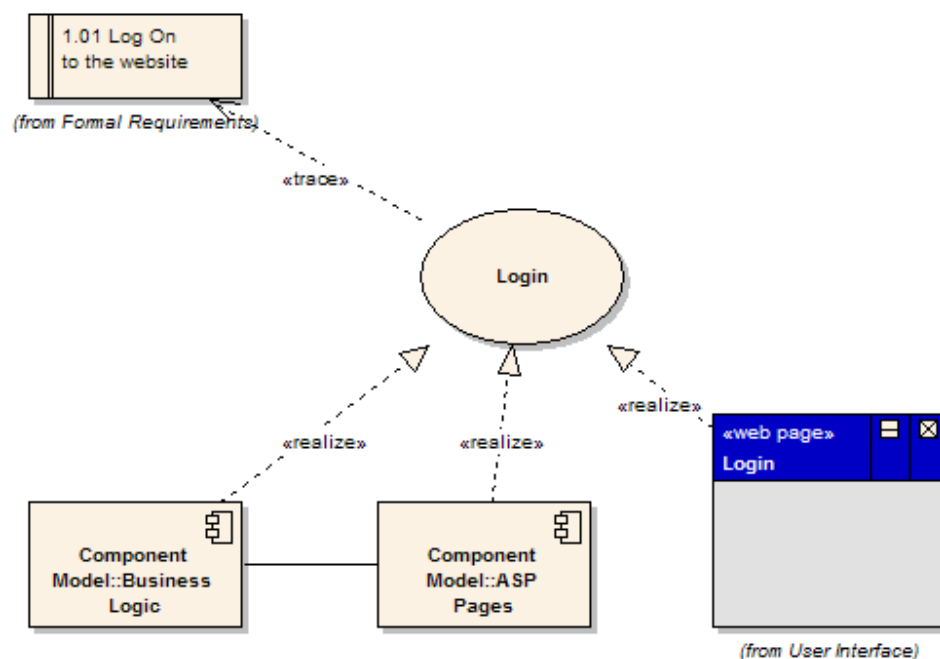 1.01 Log On
to the website
(from Formal Requirements)
«trace»
Login
«realize»
«realize»
«realize»
«web page»
Login
Component
Model::Business
Logic
Component
Model::ASP
Pages
(from User Interface)